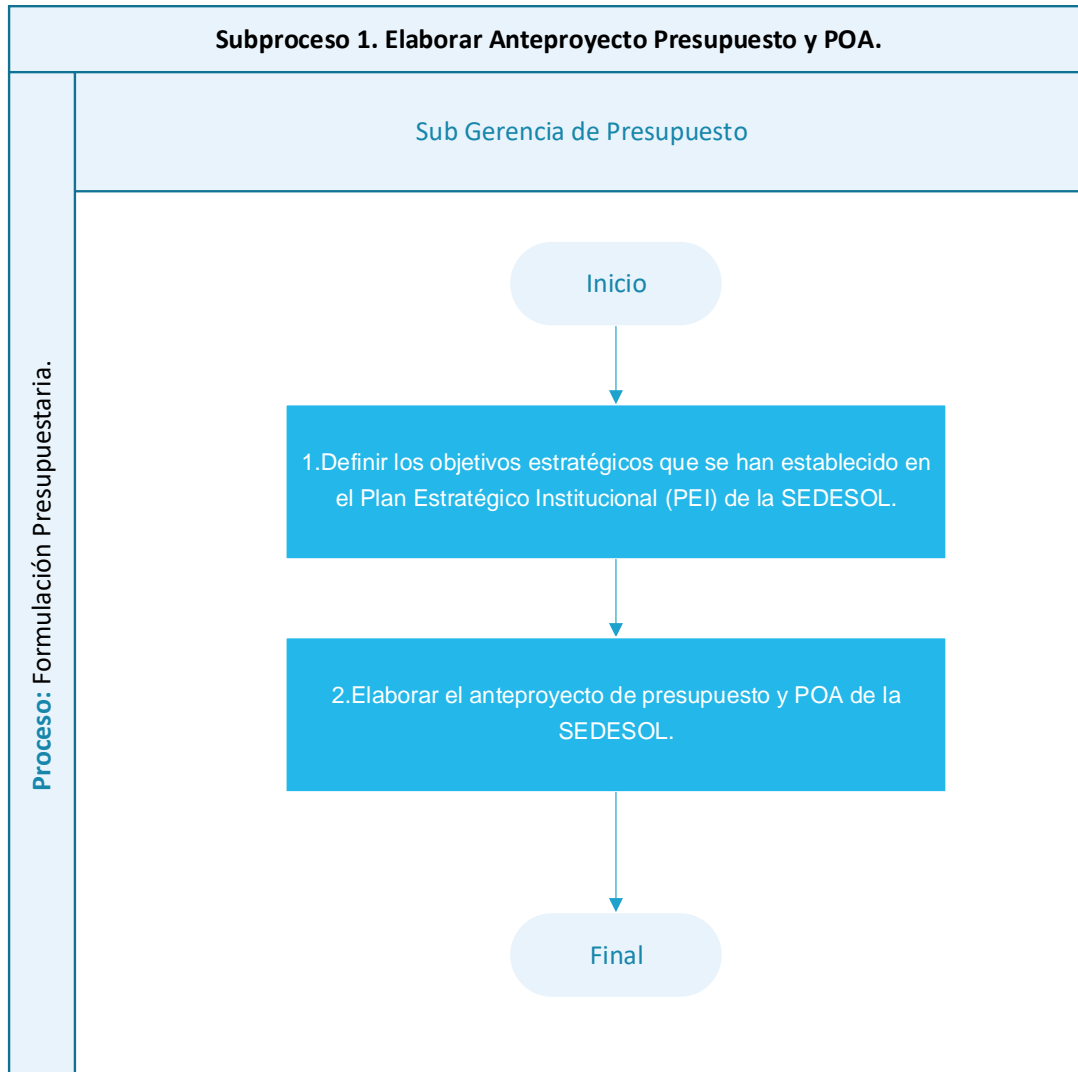 Subproceso 1. Elaborar Anteproyecto Presupuesto y POA.
Sub Gerencia de Presupuesto
Proceso: Formulación Presupuestaria.
Inicio
1.Definir los objetivos estratégicos que se han establecido en
el Plan Estratégico Institucional (PEI) de la SEDESOL.
2.Elaborar el anteproyecto de presupuesto y POA de la
SEDESOL.
Final